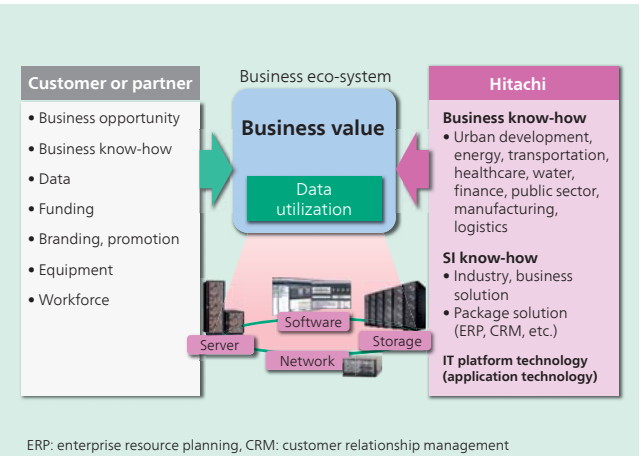 Customer or partner
• Business opportunity
• Business know-how
• Data
• Funding
• Branding, promotion
• Equipment
• Workforce
Business eco-system
Business value
Data
utilization
Software
Server
Storage
Network
Hitachi
Business know-how
• Urban development,
energy, transportation,
healthcare, water,
finance, public sector,
manufacturing,
logistics
SI know-how
• Industry, business
solution
• Package solution
(ERP, CRM, etc.)
IT platform technology
(application technology)
ERP: enterprise resource planning, CRM: customer relationship management